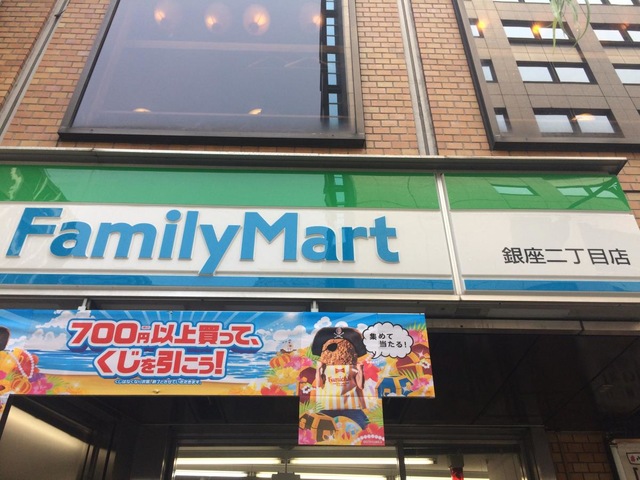 FamilyMart
銀座二丁目店
700円以上買って、
くじを引こう!
集めて
当たる!